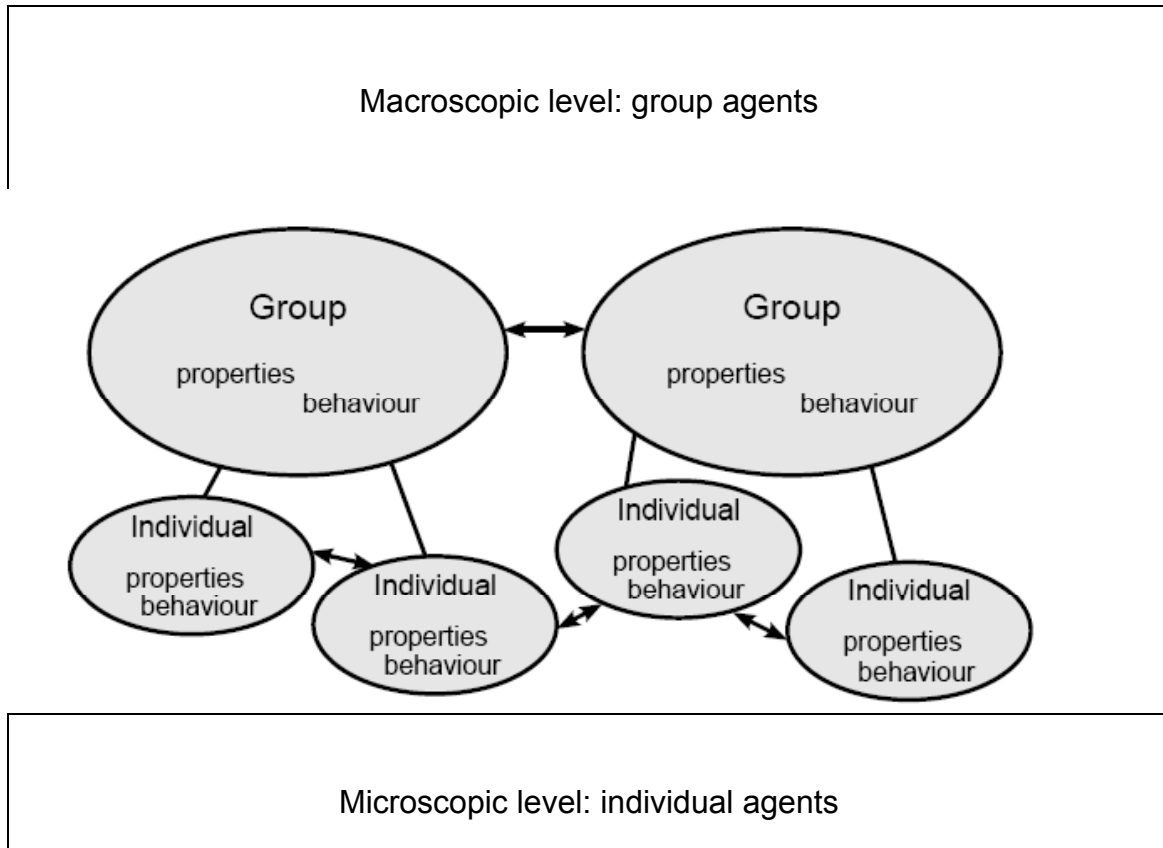 Macroscopic level: group agents
Group
properties
behaviour
Group
properties
behaviour
Individual
properties
behaviour
Individual
properties
behaviour
Individual
properties
behaviour
Individual
properties
behaviour
Microscopic level: individual agents